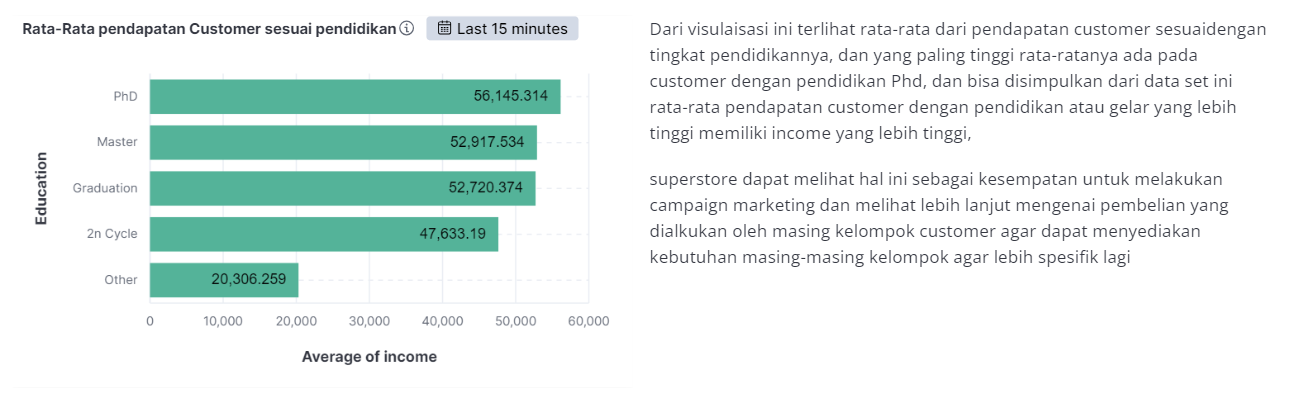 Rata-Rata pendapatan Customer sesuai pendidikan
Last 15 minutes
Education
PhD
56,145.314
Master
52,917.534
Graduation
52,720.374
2n Cycle
47,633.19
Other
20,306.259
0
10,000
20,000
30,000
40,000
50,000
60,000
Average of income
Dari visulaisasi ini terlihat rata-rata dari pendapatan customer sesuaidengan
tingkat pendidikannya, dan yang paling tinggi rata-ratanya ada pada
customer dengan pendidikan Phd, dan bisa disimpulkan dari data set ini
rata-rata pendapatan customer dengan pendidikan atau gelar yang lebih
tinggi memiliki income yang lebih tinggi,
superstore dapat melihat hal ini sebagai kesempatan untuk melakukan
campaign marketing dan melihat lebih lanjut mengenai pembelian yang
dialkukan oleh masing kelompok customer agar dapat menyediakan
kebutuhan masing-masing kelompok agar lebih spesifik lagi